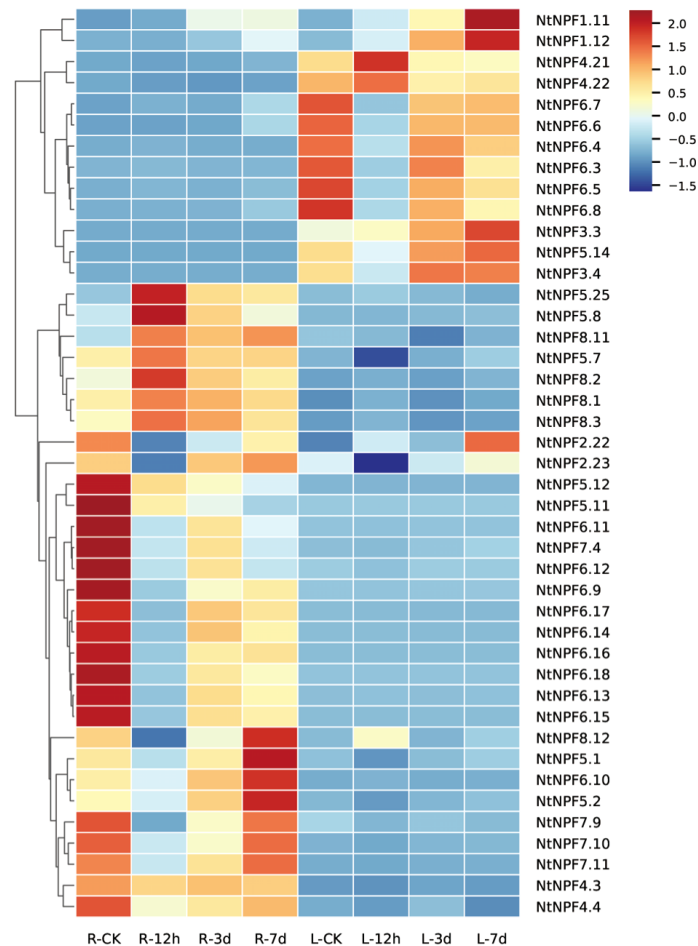 NtNPF1.11
NtNPF1.12
NtNPF4.21
NtNPF4.22
NtNPF6.7
NtNPF6.6
NtNPF6.4
NtNPF6.3
NtNPF6.5
NtNPF6.8
NtNPF3.3
NtNPF5.14
NtNPF3.4
NtNPF5.25
NtNPF5.8
NtNPF8.11
NtNPF5.7
NtNPF8.2
NtNPF8.1
NtNPF8.3
NtNPF2.22
NtNPF2.23
NtNPF5.12
NtNPF5.11
NtNPF6.11
NtNPF7.4
NtNPF6.12
NtNPF6.9
NtNPF6.17
NtNPF6.14
NtNPF6.16
NtNPF6.18
NtNPF6.13
NtNPF6.15
NtNPF8.12
NtNPF5.1
NtNPF6.10
NtNPF5.2
NtNPF7.9
NtNPF7.10
NtNPF7.11
NtNPF4.3
NtNPF4.4
R-CK R-12h R-3d R-7d L-CK L-12h L-3d L-7d
2.0
1.5
1.0
0.5
0.0
−0.5
−1.0
−1.5